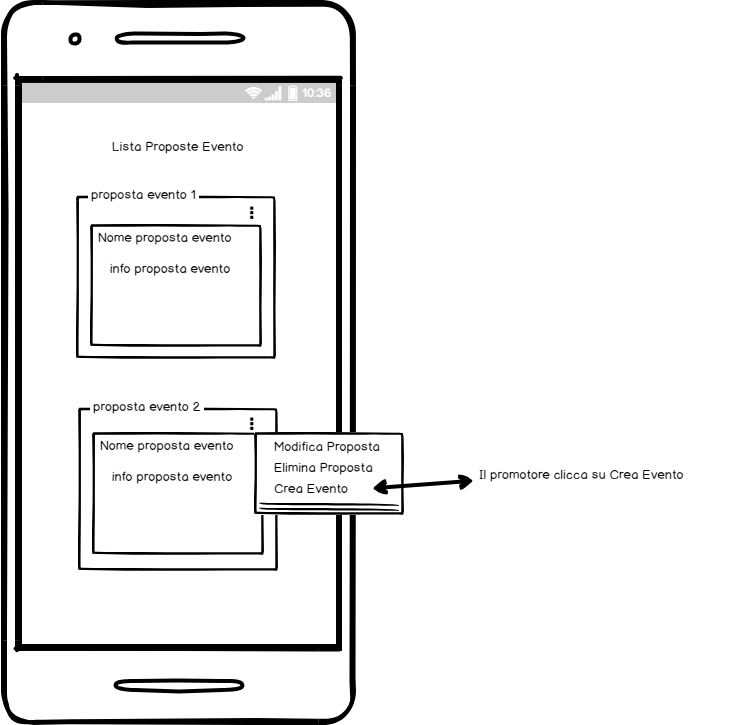 10:36
Lista Proposte Evento
proposta evento 1
Nome proposta evento
info proposta evento
proposta evento 2
Nome proposta evento
info proposta evento
Modifica Proposta
Elimina Proposta
Crea Evento
Il promotore clicca su Crea Evento